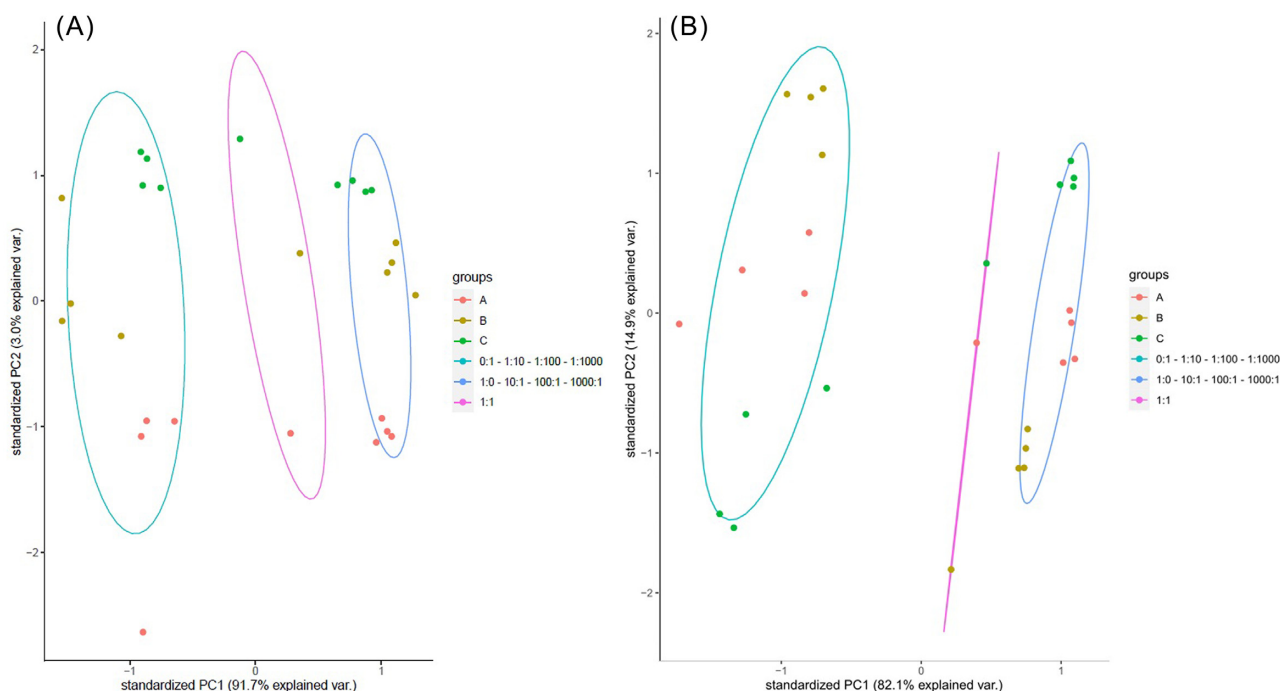 (A)
2
1
0
−1
−2
standardized PC2 (3.0% explained var.)
−1
0
1
standardized PC1 (91.7% explained var.)
groups
A
B
C
0:1 - 1:10 - 1:100 - 1:1000
1:0 - 10:1 - 100:1 - 1000:1
1:1
(B)
2
1
0
−1
−2
standardized PC2 (14.9% explained var.)
−1
0
1
standardized PC1 (82.1% explained var.)
groups
A
B
C
0:1 - 1:10 - 1:100 - 1:1000
1:0 - 10:1 - 100:1 - 1000:1
1:1